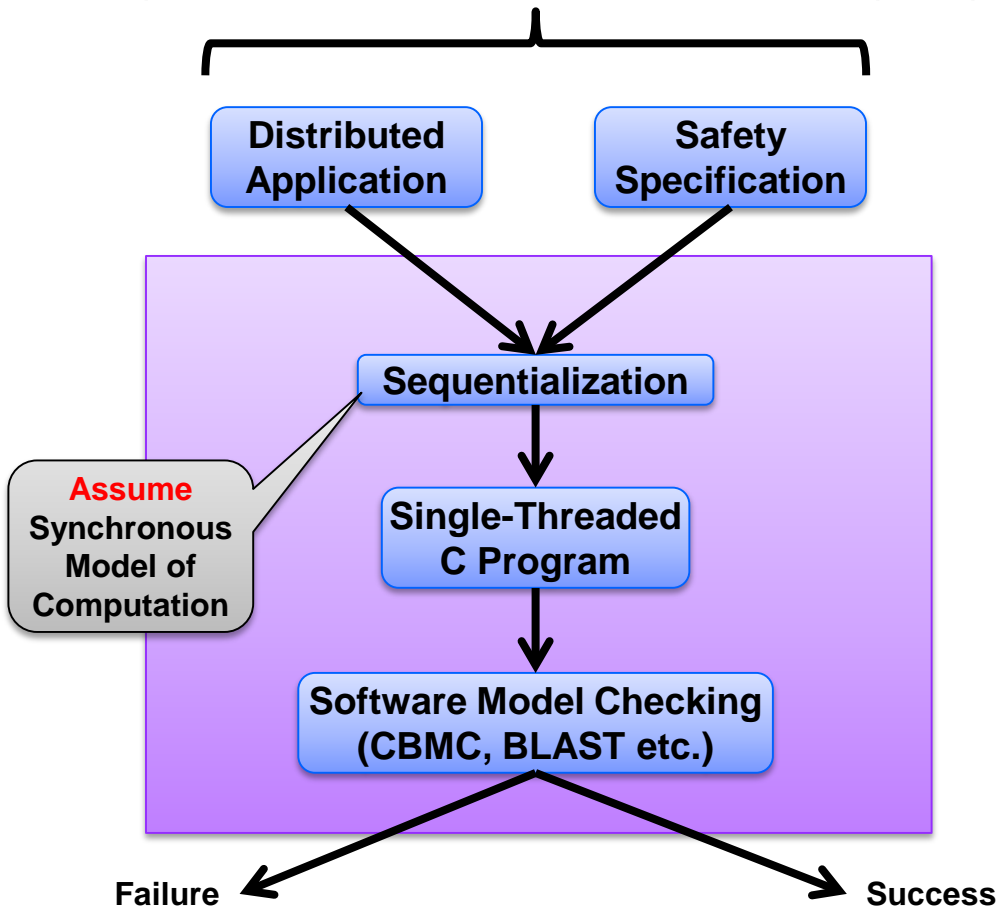 Distributed
Application
Safety
Specification
Sequentialization
Assume
Synchronous
Model of
Computation
Single-Threaded
C Program
Software Model Checking
(CBMC, BLAST etc.)
Failure
Success